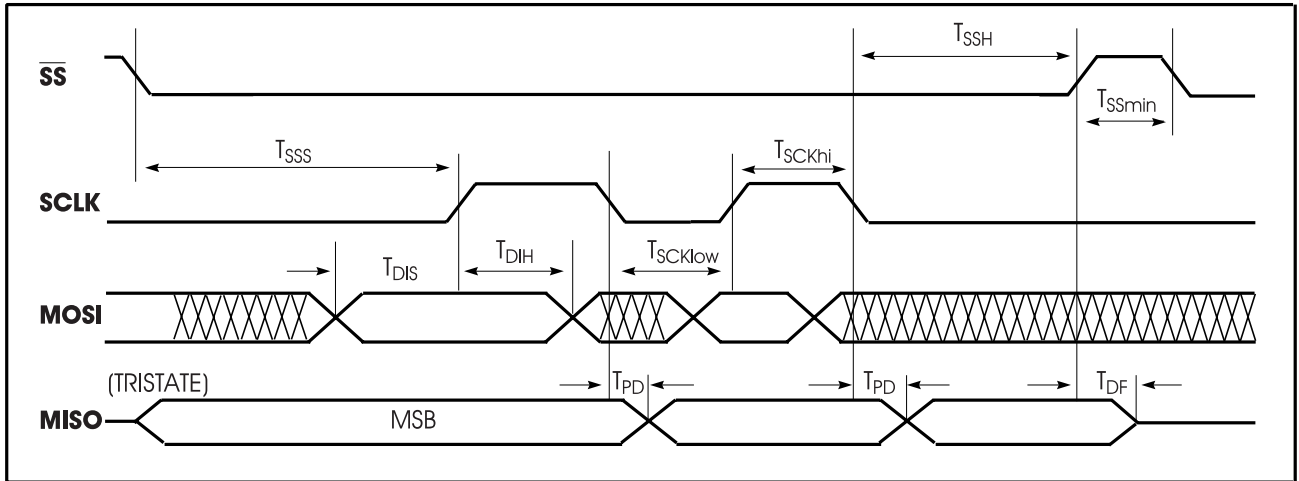 T_SSH
SS
T_SSmin
T_SSS
T_SCKhi
SCLK
T_DIH
T_SCKlow
T_DIS
MOSI
(TRISTATE)
T_PD
T_PD
T_DF
MISO
MSB